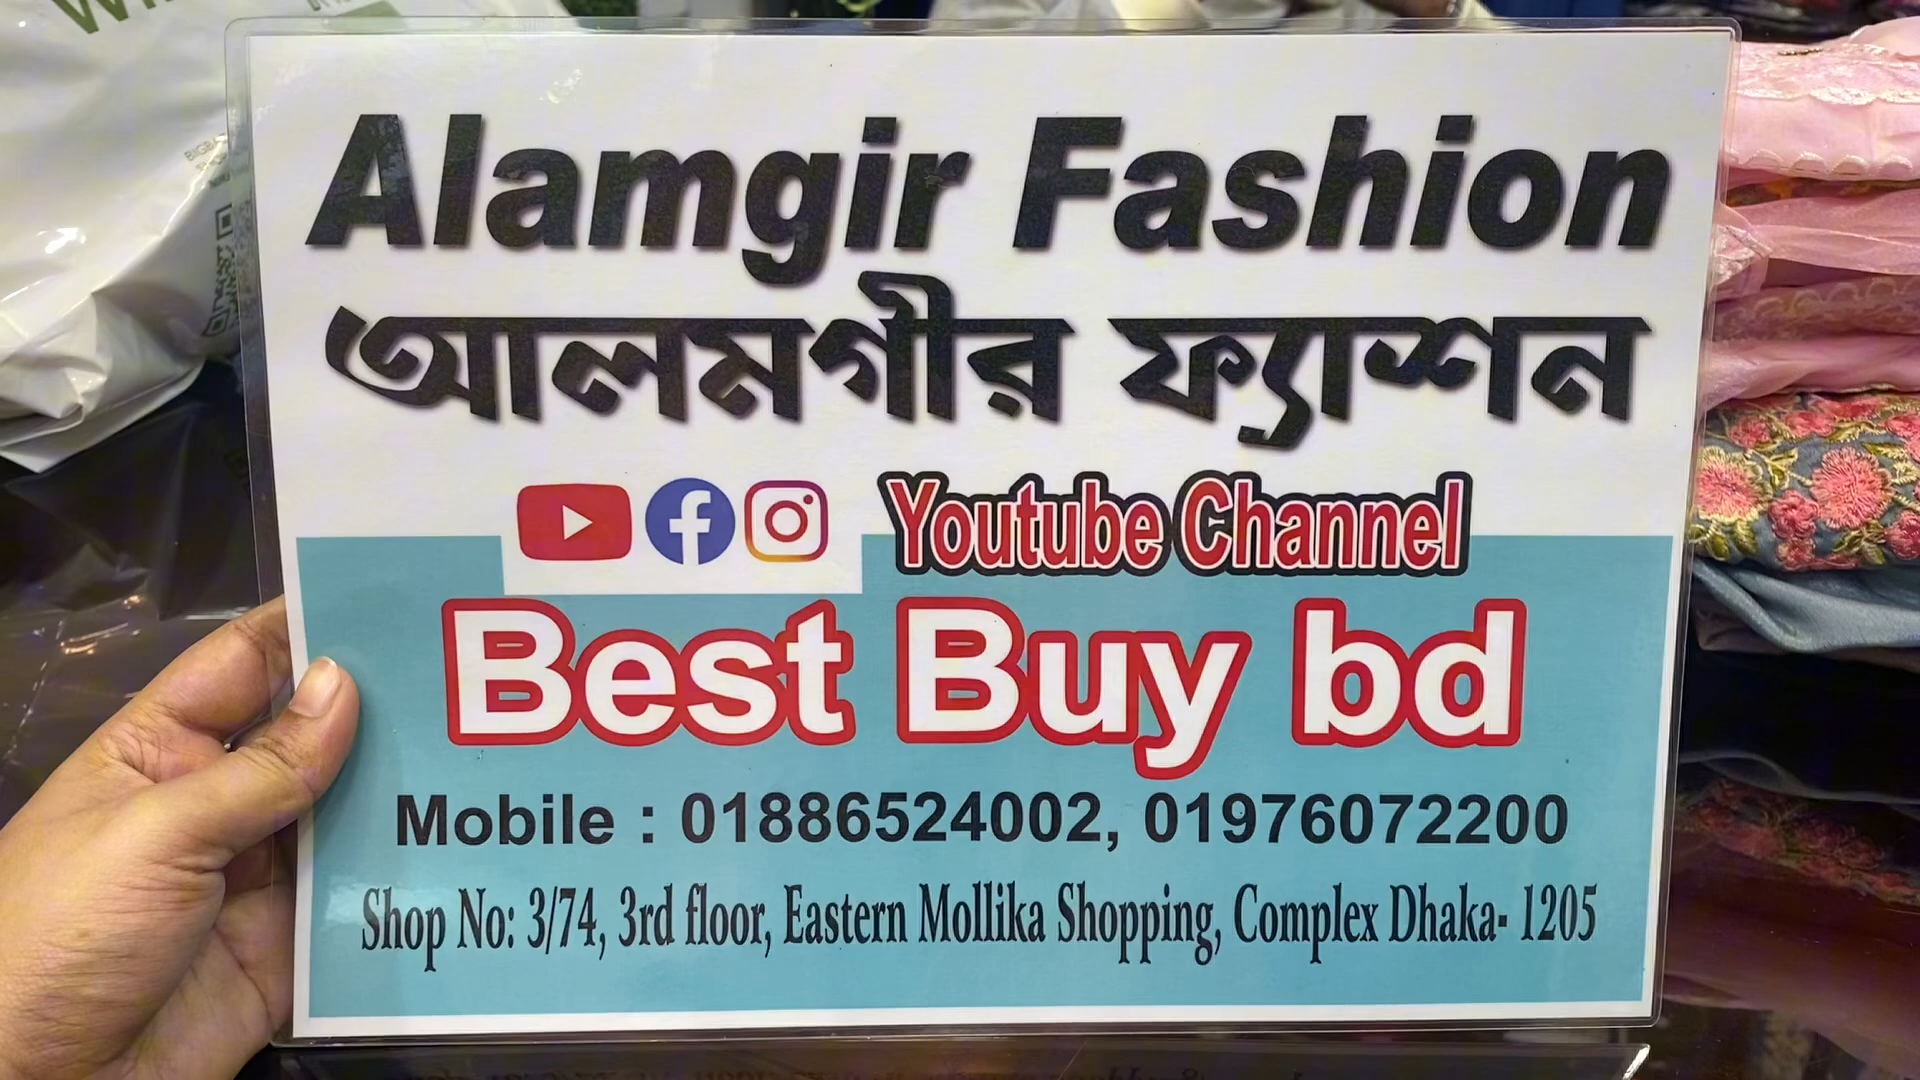 Alamgir Fashion
আলমগীর ফ্যাশন
Youtube Channel
Best Buy bd
Mobile : 01886524002, 01976072200
Shop No: 3/74, 3rd floor, Eastern Mollika Shopping, Complex Dhaka- 1205